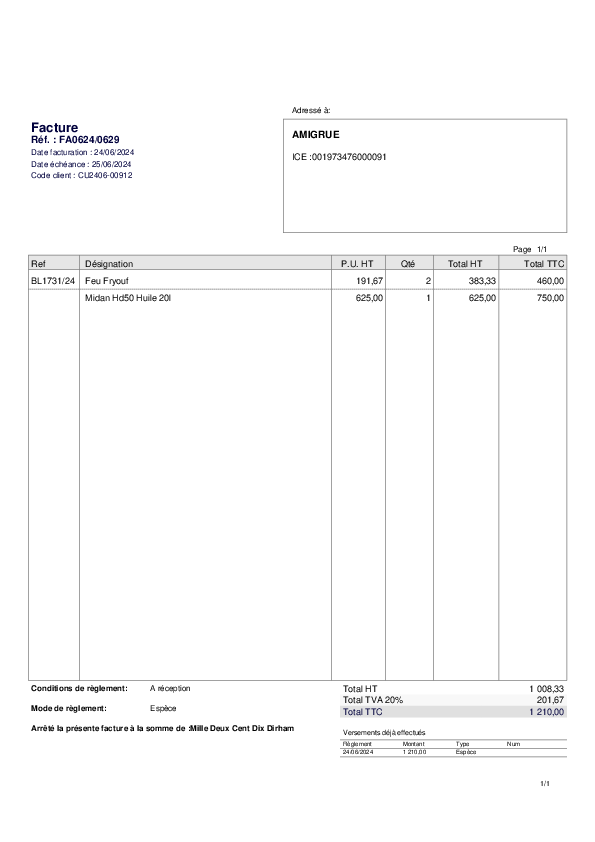 Adressé à:
Facture
Réf. : FA0624/0629
Date facturation : 24/06/2024
Date échéance : 25/06/2024
Code client : CU2406-00912
AMIGRUE
ICE :001973476000091
Page 1/1
Ref Désignation P.U. HT Qté Total HT Total TTC
BL1731/24 Feu Fryouf 191,67 2 383,33 460,00
Midan Hd50 Huile 20l 625,00 1 625,00 750,00
Conditions de règlement: A réception
Mode de règlement: Espèce
Arrêté la présente facture à la somme de :Mille Deux Cent Dix Dirham
Total HT 1 008,33
Total TVA 20% 201,67
Total TTC 1 210,00
Versements déjà effectués
Règlement Montant Type Num
24/06/2024 1 210,00 Espèce
1/1